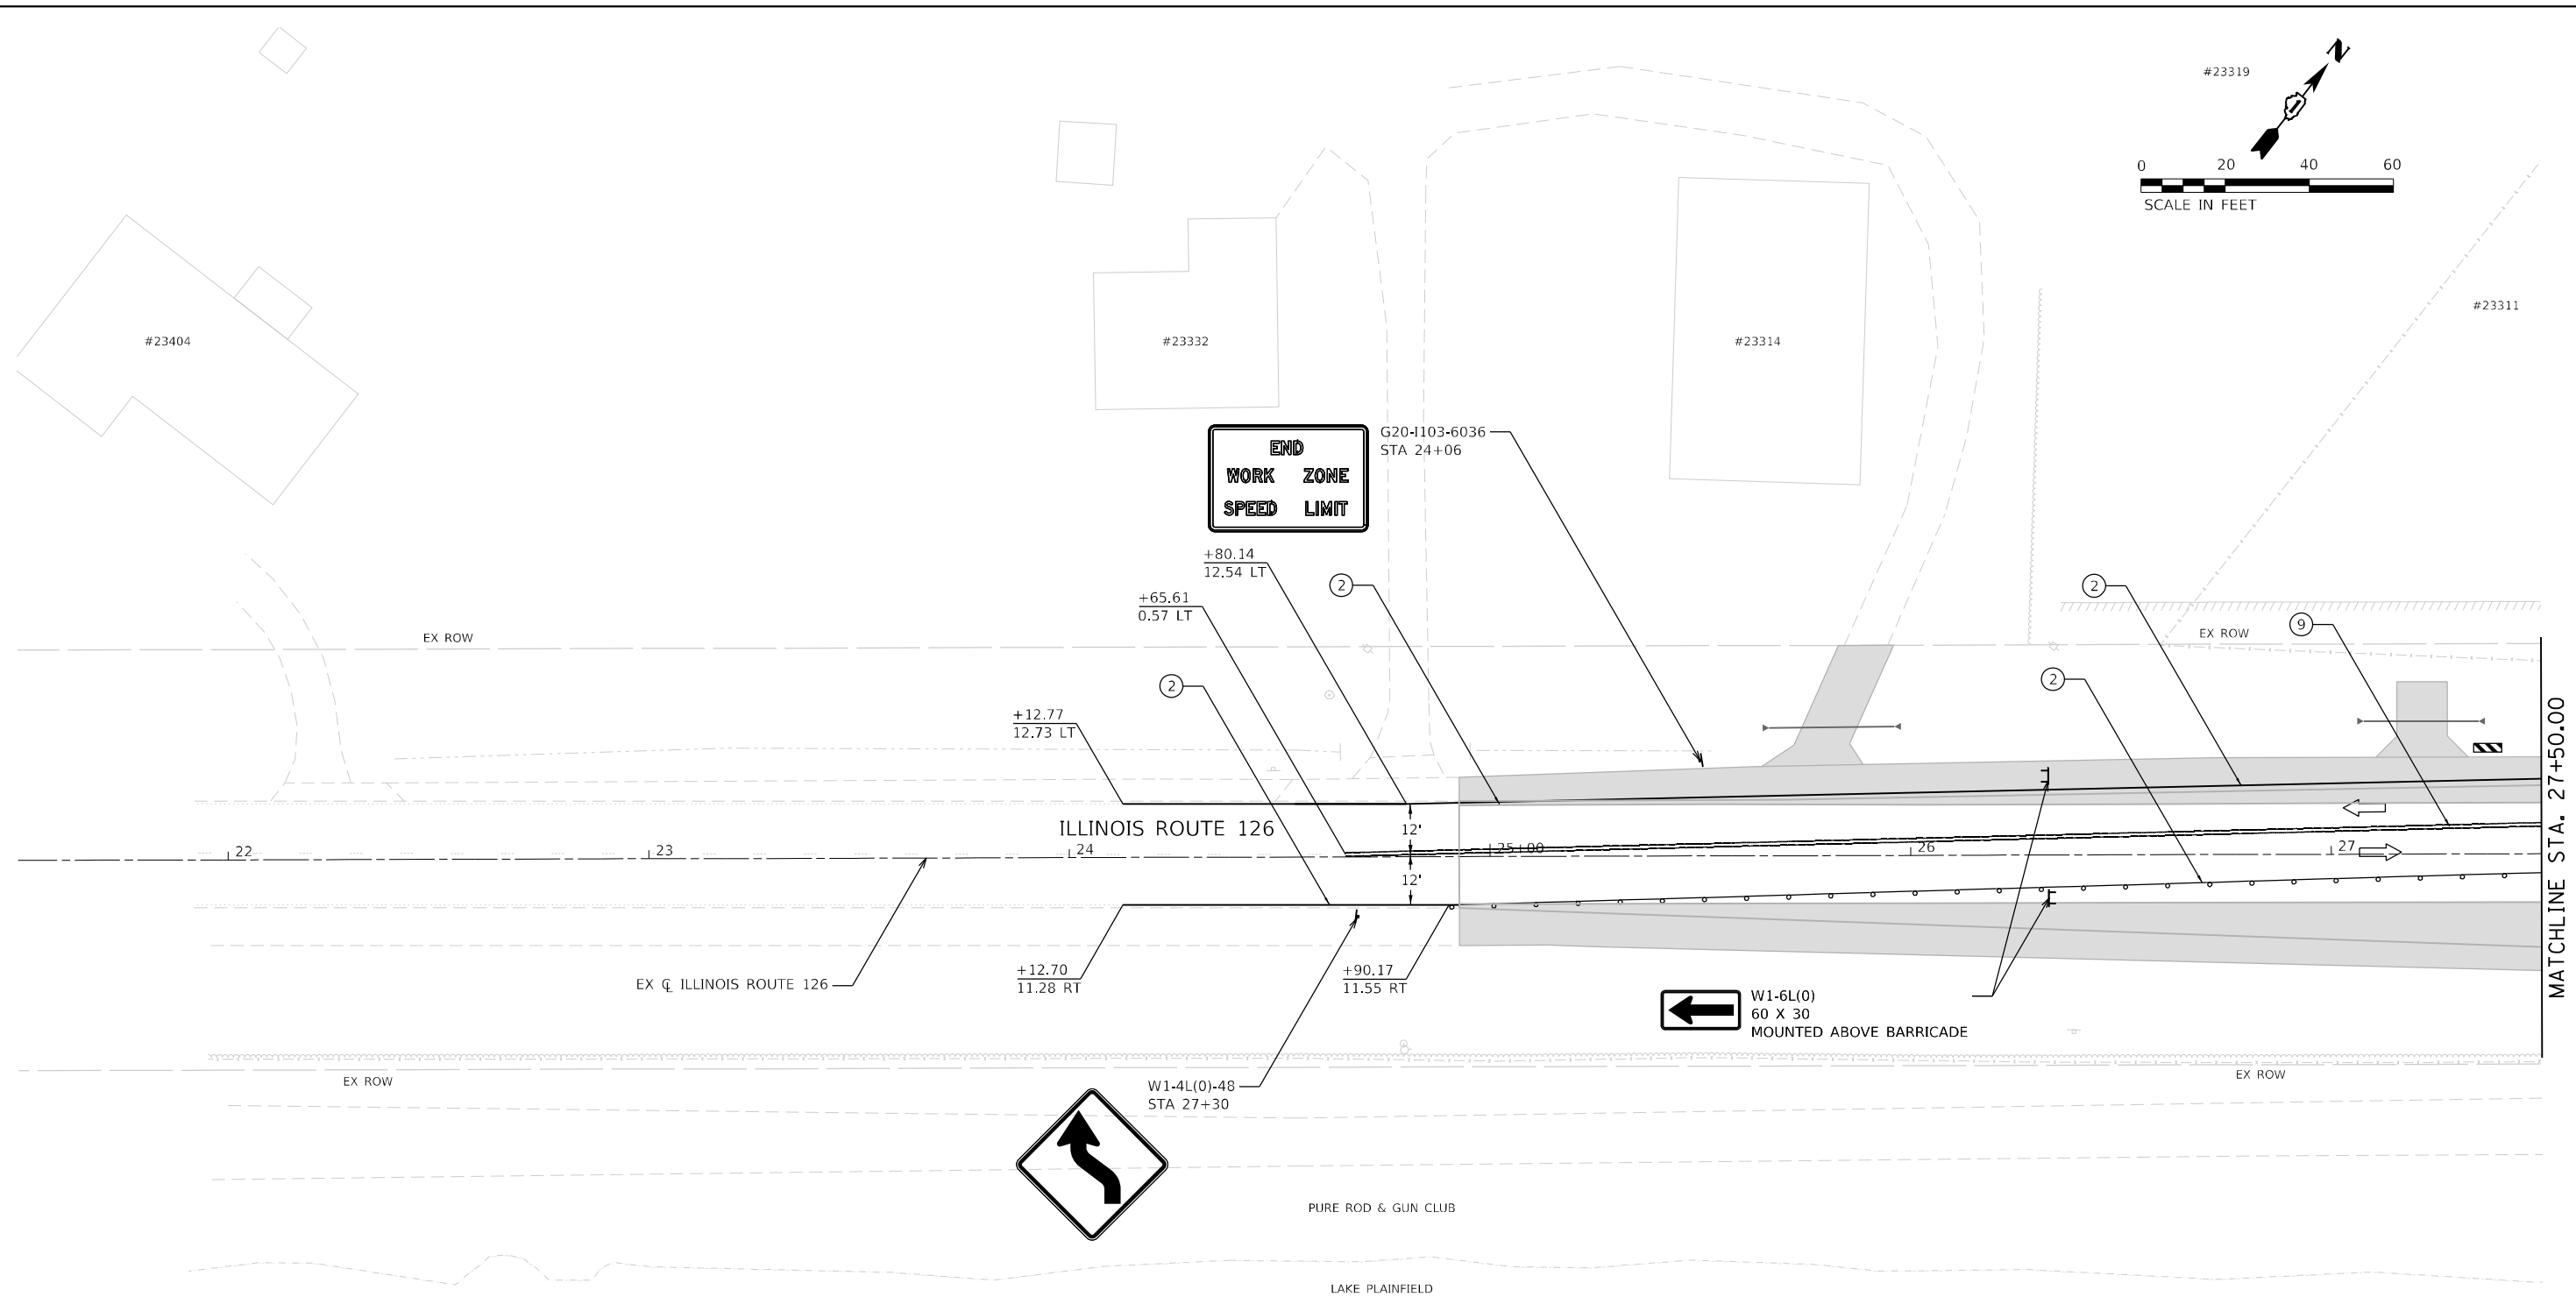 N
#23319
0 20 40 60
SCALE IN FEET
#23311
#23404
#23332
#23314
END
WORK ZONE
SPEED LIMIT
G20-I103-6036
STA 24+06
+80.14
12.54 LT
2
+65.61
0.57 LT
2
9
EX ROW
EX ROW
2
2
+12.77
12.73 LT
MATCHLINE STA. 27+50.00
ILLINOIS ROUTE 126
12'
22
23
24
25+00
26
27
12'
+12.70
11.28 RT
+90.17
11.55 RT
EX ℄ ILLINOIS ROUTE 126
W1-6L(0)
60 X 30
MOUNTED ABOVE BARRICADE
EX ROW
EX ROW
W1-4L(0)-48
STA 27+30
PURE ROD & GUN CLUB
LAKE PLAINFIELD